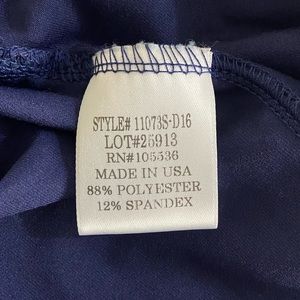 STYLE# 11073S-D16
LOT#25913
RN#105536
MADE IN USA
88% POLYESTER
12% SPANDEX